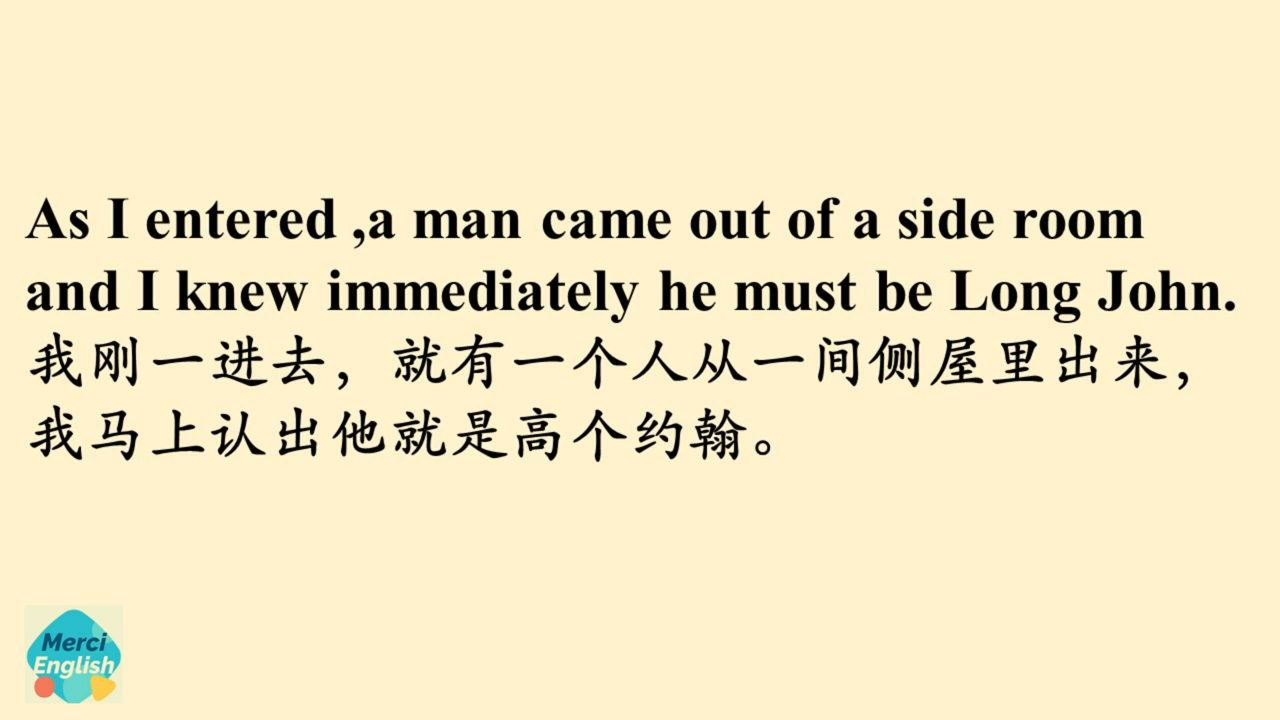 As I entered ,a man came out of a side room
and I knew immediately he must be Long John.
我刚一进去，就有一个人从一间侧屋里出来，
我马上认出他就是高个约翰。
Merci
English